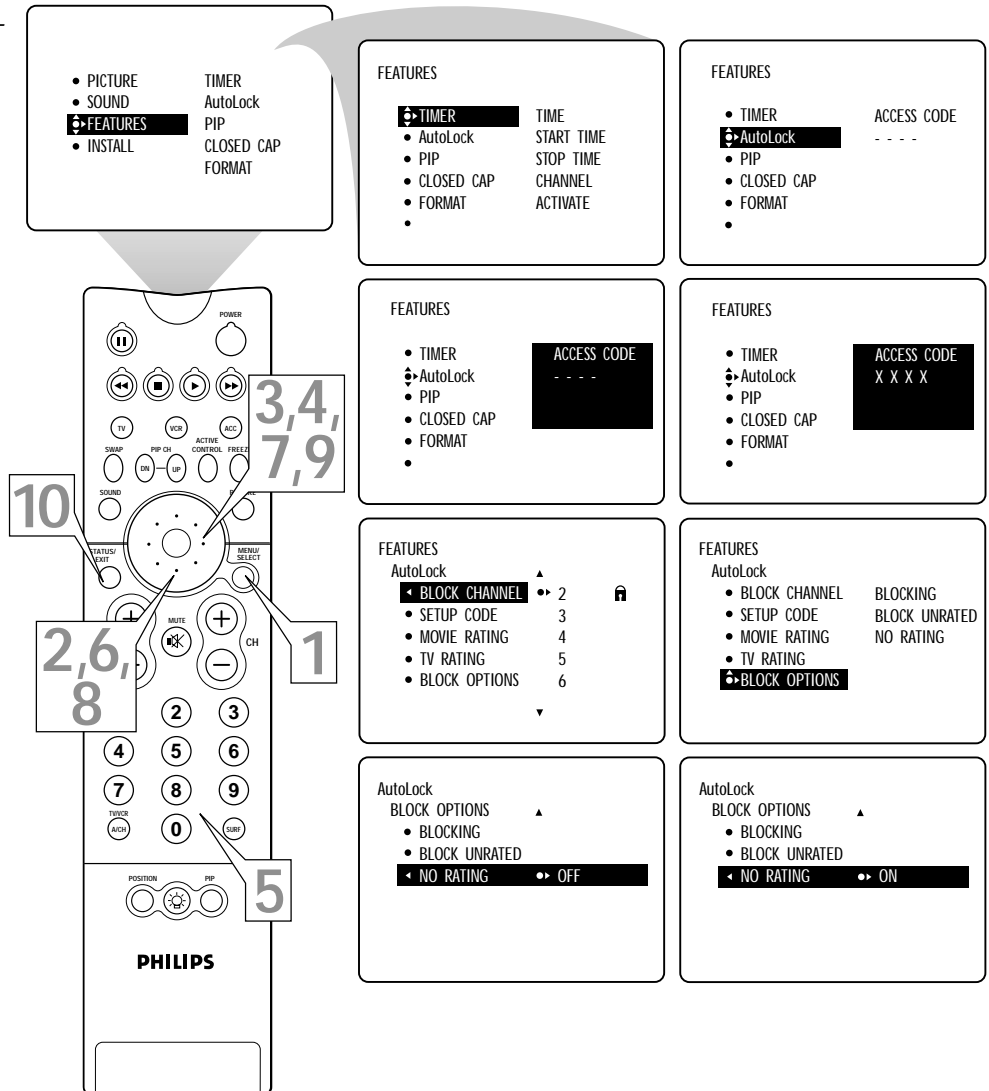 PICTURE TIMER
SOUND AutoLock
FEATURES PIP
INSTALL CLOSED CAP
FORMAT
FEATURES
TIMER TIME
AutoLock START TIME
PIP STOP TIME
CLOSED CAP CHANNEL
FORMAT ACTIVATE
FEATURES
TIMER ACCESS CODE
AutoLock - - - -
PIP
CLOSED CAP
FORMAT
FEATURES
TIMER ACCESS CODE
AutoLock - - - -
PIP
CLOSED CAP
FORMAT
FEATURES
TIMER ACCESS CODE
AutoLock X X X X
PIP
CLOSED CAP
FORMAT
FEATURES
AutoLock
BLOCK CHANNEL 2
SETUP CODE 3
MOVIE RATING 4
TV RATING 5
BLOCK OPTIONS 6
FEATURES
AutoLock
BLOCK CHANNEL BLOCKING
SETUP CODE BLOCK UNRATED
MOVIE RATING NO RATING
TV RATING
BLOCK OPTIONS
AutoLock
BLOCK OPTIONS
BLOCKING
BLOCK UNRATED
NO RATING OFF
AutoLock
BLOCK OPTIONS
BLOCKING
BLOCK UNRATED
NO RATING ON
POWER
TV VCR ACC
SWAP PIP CH ACTIVE
CONTROL
DN UP
SOUND
3,4,
7,9
10
STATUS/
EXIT
MENU/
SELECT
MUTE
CH
1
2,6,
8
2 3
4 5 6
7 8 9
TV/VCR
A/CH 0 SURF
5
POSITION PIP
PHILIPS